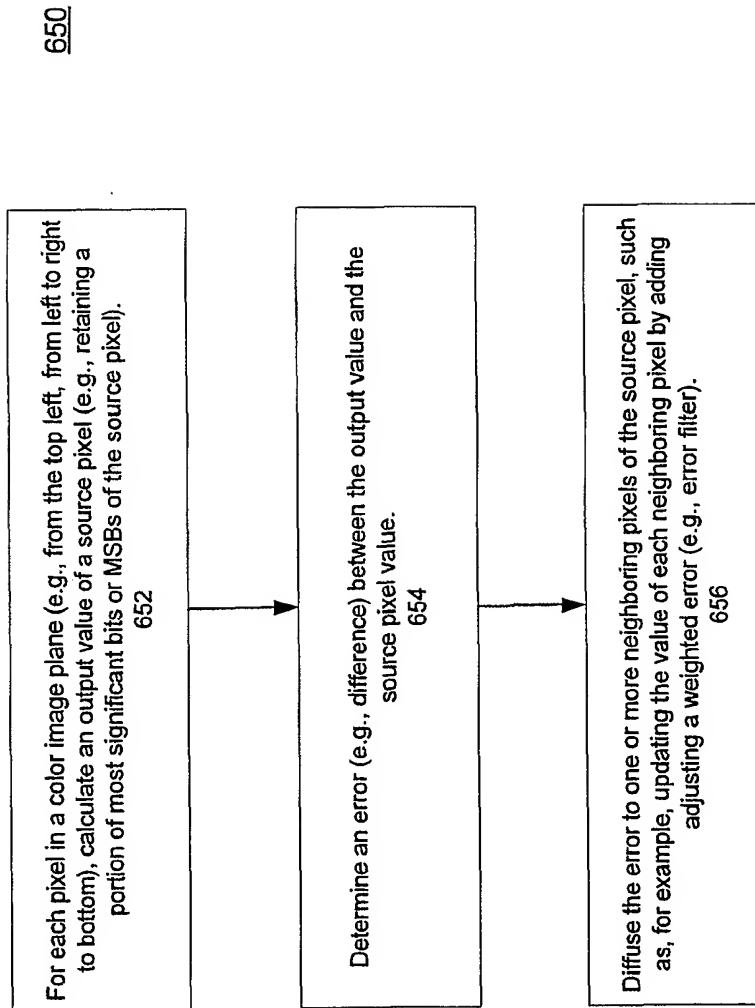 650
For each pixel in a color image plane (e.g., from the top left, from left to right
to bottom), calculate an output value of a source pixel (e.g., retaining a
portion of most significant bits or MSBs of the source pixel).
652
Determine an error (e.g., difference) between the output value and the
source pixel value.
654
Diffuse the error to one or more neighboring pixels of the source pixel, such
as, for example, updating the value of each neighboring pixel by adding
adjusting a weighted error (e.g., error filter).
656